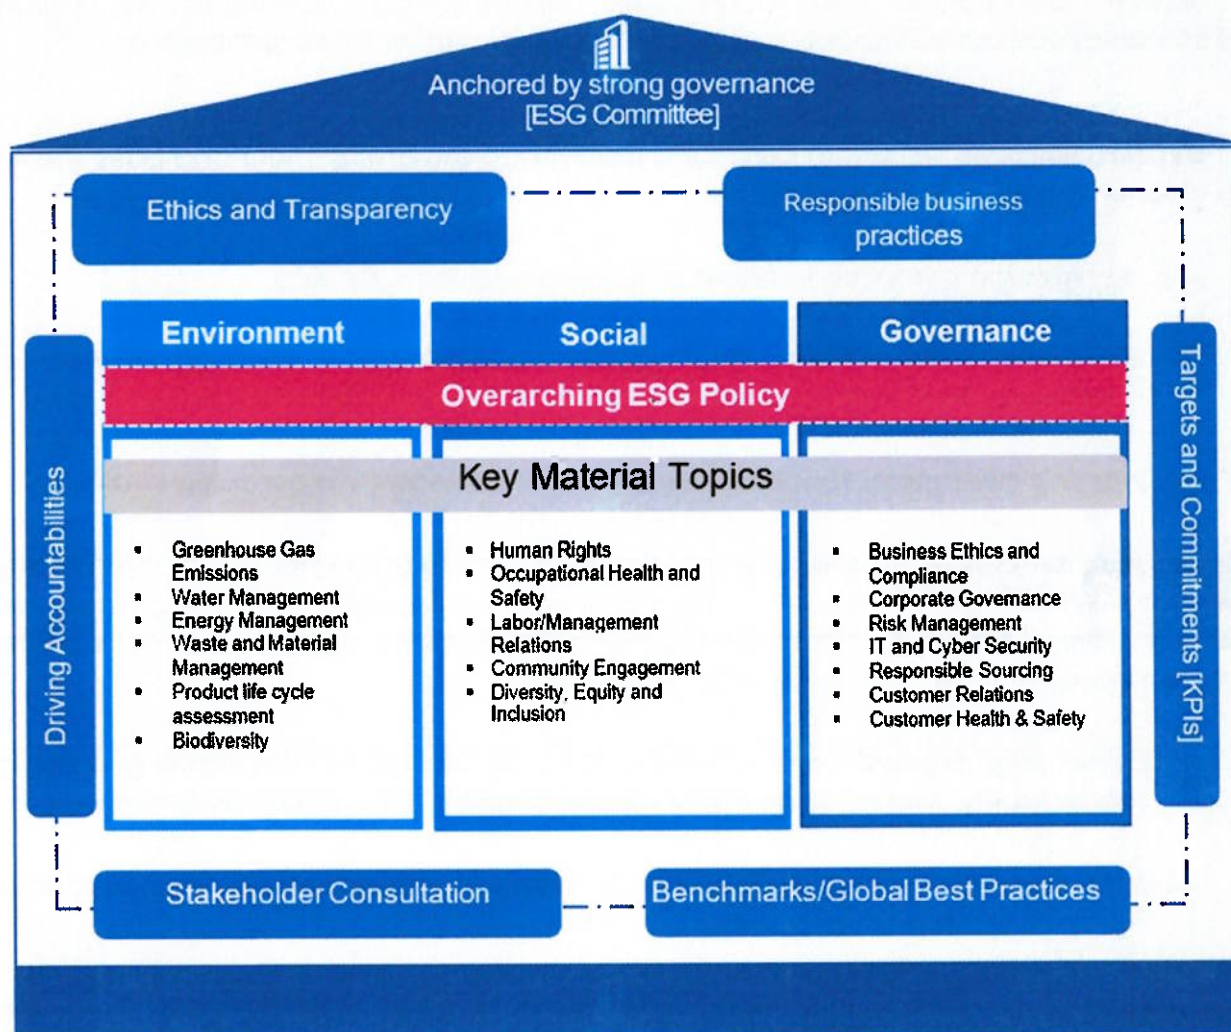 Anchored by strong governance
[ESG Committee]
Ethics and Transparency
Responsible business
practices
Driving Accountabilities
Targets and Commitments [KPIs]
Environment
Social
Governance
Overarching ESG Policy
Key Material Topics
▪ Greenhouse Gas
Emissions
▪ Water Management
▪ Energy Management
▪ Waste and Material
Management
▪ Product life cycle
assessment
▪ Biodiversity
▪ Human Rights
▪ Occupational Health and
Safety
▪ Labor/Management
Relations
▪ Community Engagement
▪ Diversity, Equity and
Inclusion
▪ Business Ethics and
Compliance
▪ Corporate Governance
▪ Risk Management
▪ IT and Cyber Security
▪ Responsible Sourcing
▪ Customer Relations
▪ Customer Health & Safety
Stakeholder Consultation
Benchmarks/Global Best Practices